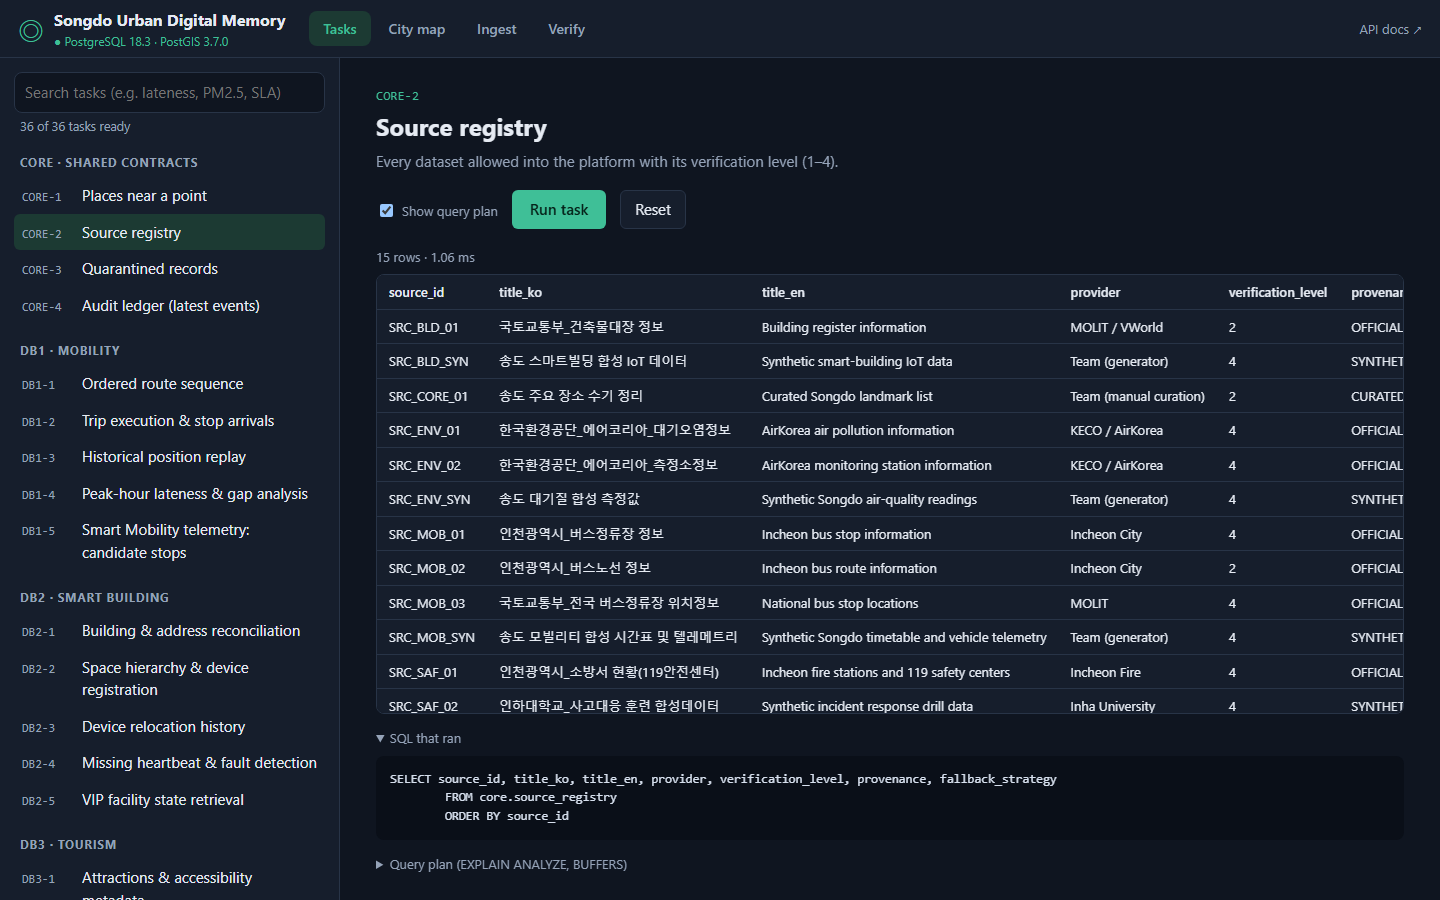 Songdo Urban Digital Memory
● PostgreSQL 18.3 · PostGIS 3.7.0
Tasks
City map
Ingest
Verify
API docs ↗
Search tasks (e.g. lateness, PM2.5, SLA)
36 of 36 tasks ready
CORE · SHARED CONTRACTS
CORE-1 Places near a point
CORE-2 Source registry
CORE-3 Quarantined records
CORE-4 Audit ledger (latest events)
DB1 · MOBILITY
DB1-1 Ordered route sequence
DB1-2 Trip execution & stop arrivals
DB1-3 Historical position replay
DB1-4 Peak-hour lateness & gap analysis
DB1-5 Smart Mobility telemetry:
candidate stops
DB2 · SMART BUILDING
DB2-1 Building & address reconciliation
DB2-2 Space hierarchy & device
registration
DB2-3 Device relocation history
DB2-4 Missing heartbeat & fault detection
DB2-5 VIP facility state retrieval
DB3 · TOURISM
DB3-1 Attractions & accessibility
CORE-2
Source registry
Every dataset allowed into the platform with its verification level (1–4).
Show query plan
Run task
Reset
15 rows · 1.06 ms
source_id title_ko title_en provider verification_level provenan
SRC_BLD_01 국토교통부_건축물대장 정보 Building register information MOLIT / VWorld 2 OFFICIAL
SRC_BLD_SYN 송도 스마트빌딩 합성 IoT 데이터 Synthetic smart-building IoT data Team (generator) 4 SYNTHET
SRC_CORE_01 송도 주요 장소 수기 정리 Curated Songdo landmark list Team (manual curation) 2 CURATED
SRC_ENV_01 한국환경공단_에어코리아_대기오염정보 AirKorea air pollution information KECO / AirKorea 4 OFFICIAL
SRC_ENV_02 한국환경공단_에어코리아_측정소정보 AirKorea monitoring station information KECO / AirKorea 4 OFFICIAL
SRC_ENV_SYN 송도 대기질 합성 측정값 Synthetic Songdo air-quality readings Team (generator) 4 SYNTHET
SRC_MOB_01 인천광역시_버스정류장 정보 Incheon bus stop information Incheon City 4 OFFICIAL
SRC_MOB_02 인천광역시_버스노선 정보 Incheon bus route information Incheon City 2 OFFICIAL
SRC_MOB_03 국토교통부_전국 버스정류장 위치정보 National bus stop locations MOLIT 4 OFFICIAL
SRC_MOB_SYN 송도 모빌리티 합성 시간표 및 텔레메트리 Synthetic Songdo timetable and vehicle telemetry Team (generator) 4 SYNTHET
SRC_SAF_01 인천광역시_소방서 현황(119안전센터) Incheon fire stations and 119 safety centers Incheon Fire 4 OFFICIAL
SRC_SAF_02 인하대학교_사고대응 훈련 합성데이터 Synthetic incident response drill data Inha University 4 SYNTHET
▼ SQL that ran
SELECT source_id, title_ko, title_en, provider, verification_level, provenance, fallback_strategy
FROM core.source_registry
ORDER BY source_id
▶ Query plan (EXPLAIN ANALYZE, BUFFERS)